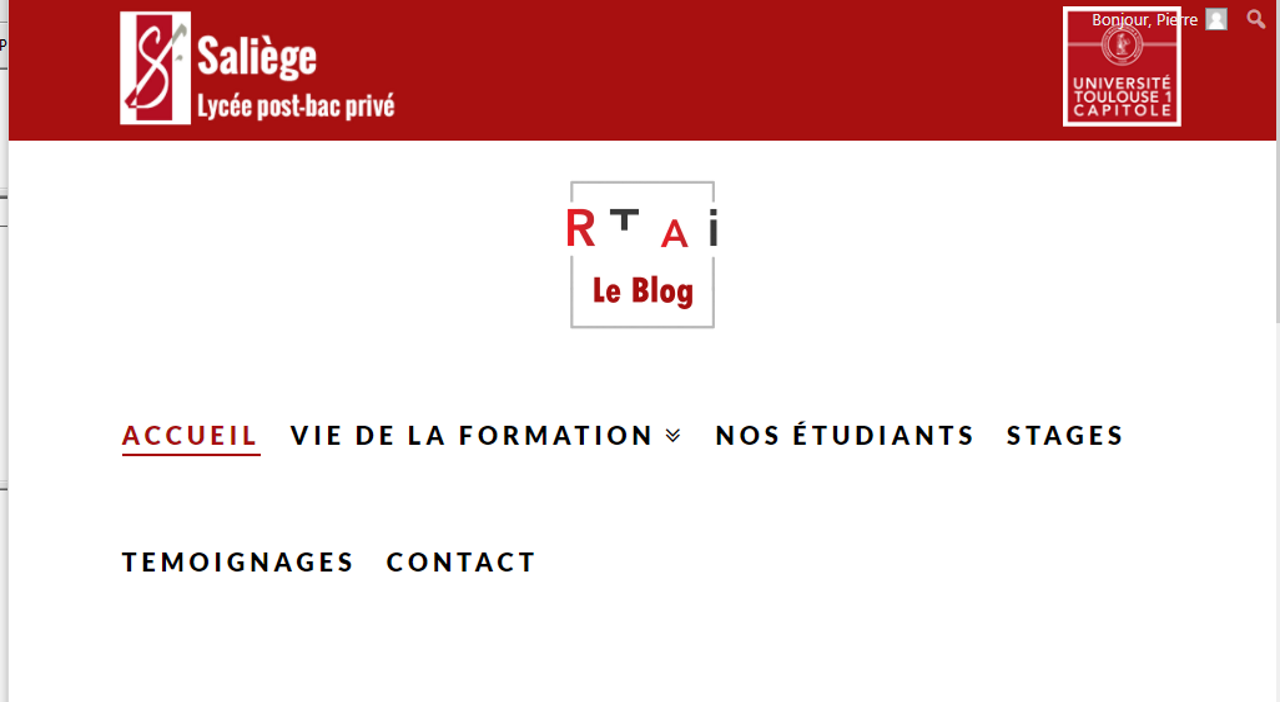 Bonjour, Pierre
Saliège
Lycée post-bac privé
UNIVERSITÉ
TOULOUSE 1
CAPITOLE
RTAi
Le Blog
ACCUEIL VIE DE LA FORMATION NOS ÉTUDIANTS STAGES
TEMOIGNAGES CONTACT